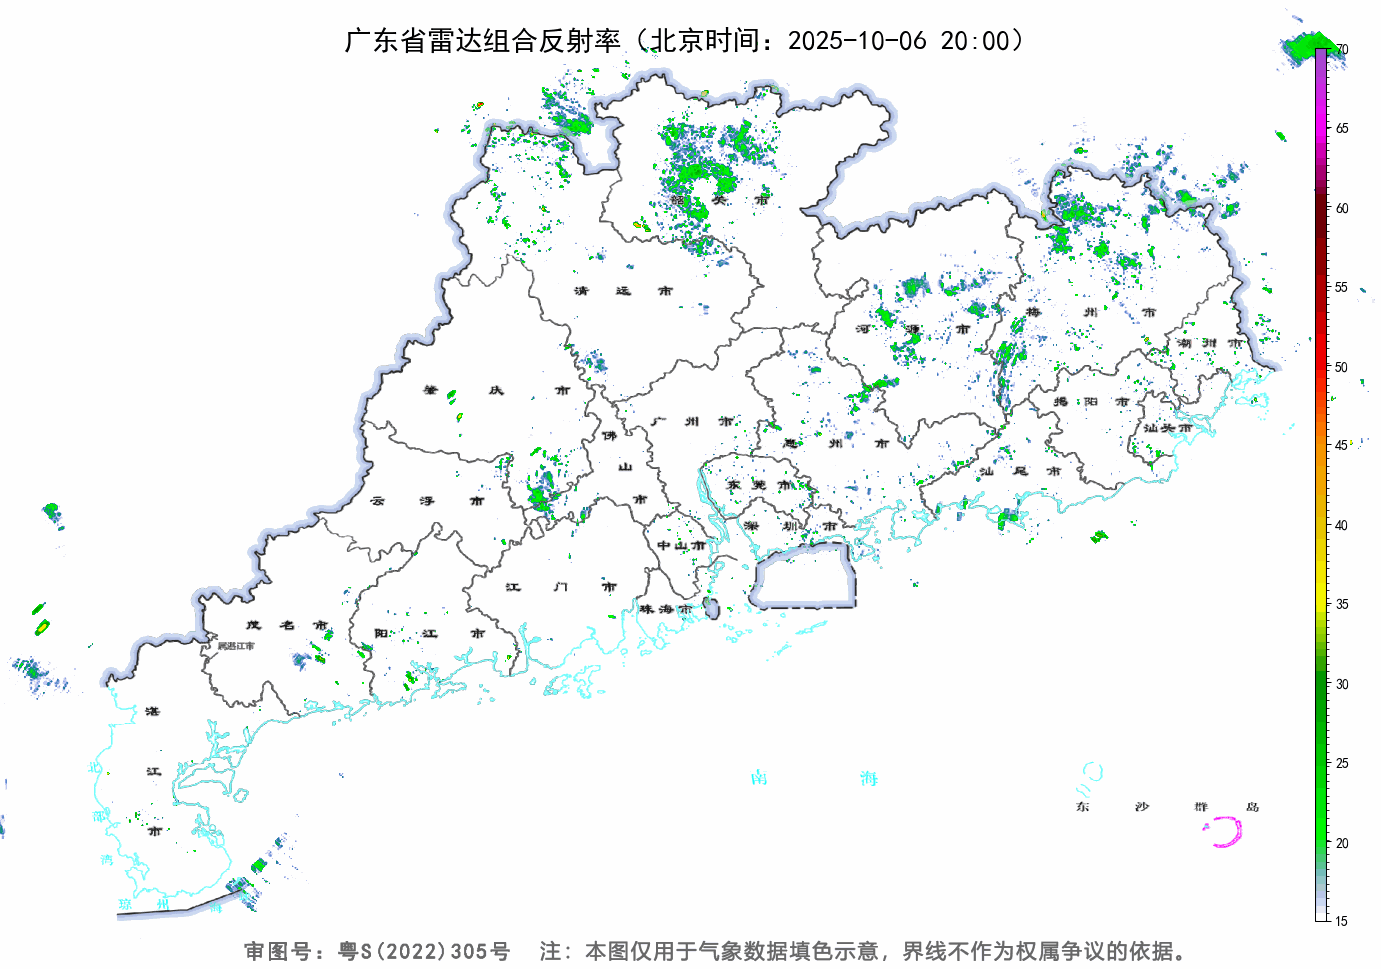 广东省雷达组合反射率（北京时间：2025-10-06 20:00）
70
65
60
55
50
45
40
35
30
25
20
15
韶 关 市
清 远 市
河 源 市
梅 州 市
潮 州 市
肇 庆 市
广 州 市
佛 山 市
惠 州 市
揭 阳 市
汕头市
云 浮 市
东 莞 市
汕 尾 市
深 圳 市
中山市
江 门 市
珠海市
茂 名 市
阳 江 市
属湛江市
湛 江 市
北 部 湾
琼 州 海
南 海
东 沙 群 岛
审图号：粤S(2022)305号 注：本图仅用于气象数据填色示意，界线不作为权属争议的依据。